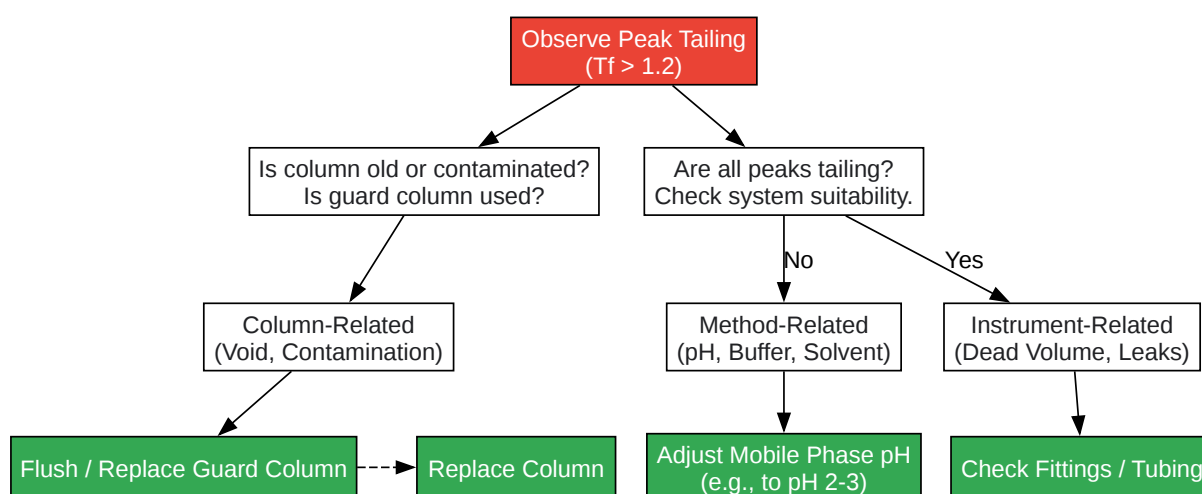 Observe Peak Tailing
(Tf > 1.2)
Is column old or contaminated?
Is guard column used?
Are all peaks tailing?
Check system suitability.
No
Yes
Column-Related
(Void, Contamination)
Method-Related
(pH, Buffer, Solvent)
Instrument-Related
(Dead Volume, Leaks)
Flush / Replace Guard Column
Replace Column
Adjust Mobile Phase pH
(e.g., to pH 2-3)
Check Fittings / Tubing